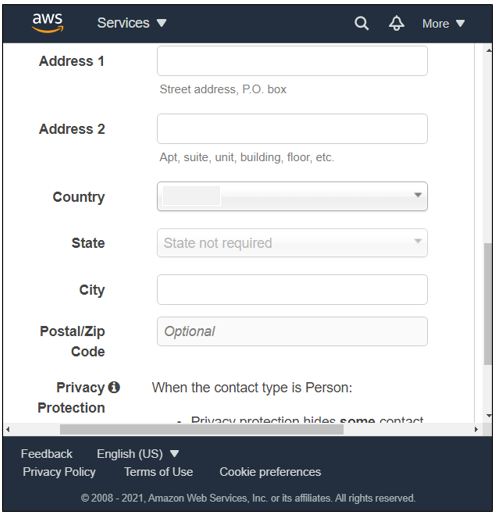 aws Services More
Address 1
Street address, P.O. box
Address 2
Apt, suite, unit, building, floor, etc.
Country
State State not required
City
Postal/Zip Optional
Code
Privacy When the contact type is Person:
Protection
Privacy protection hides some contact
Feedback English (US)
Privacy Policy Terms of Use Cookie preferences
© 2008 - 2021, Amazon Web Services, Inc. or its affiliates. All rights reserved.